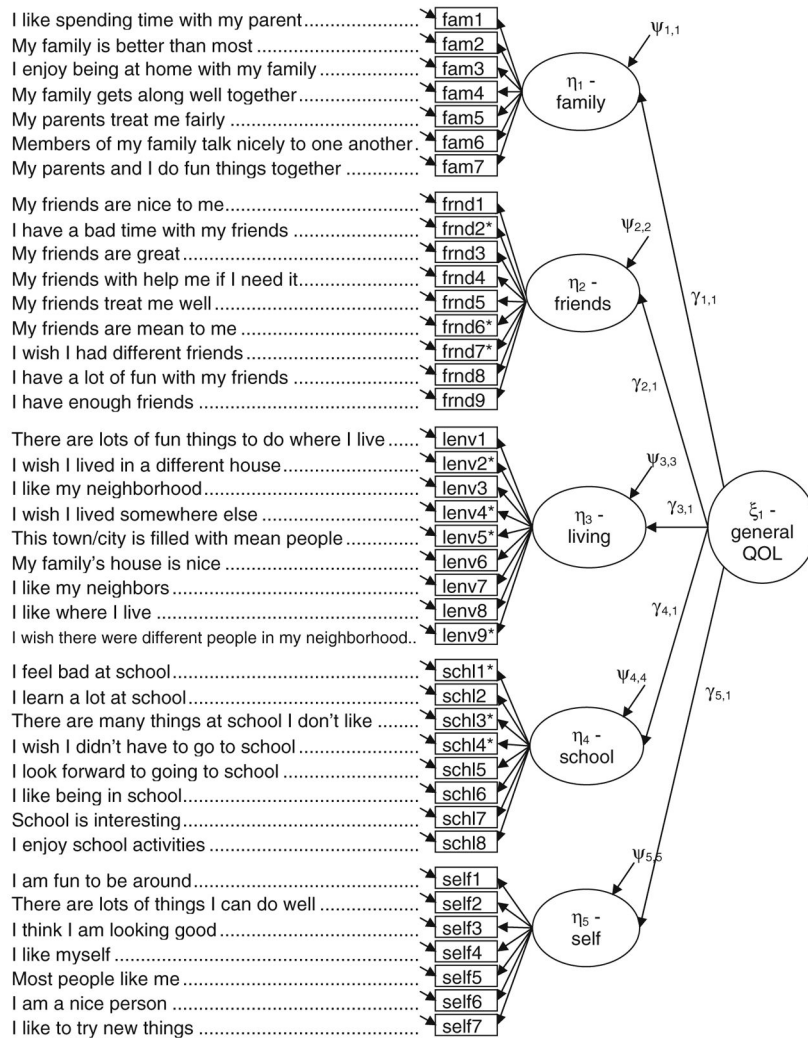 I like spending time with my parent fam1
My family is better than most .............................. fam2
I enjoy being at home with my family ................. fam3
My family gets along well together ..................... fam4
My parents treat me fairly ................................... fam5
Members of my family talk nicely to one another. fam6
My parents and I do fun things together ............. fam7
η1 -
family
ψ1,1
My friends are nice to me ................................... frnd1
I have a bad time with my friends ....................... frnd2*
My friends are great ............................................ frnd3
My friends with help me if I need it ..................... frnd4
My friends treat me well ..................................... frnd5
My friends are mean to me ................................. frnd6*
I wish I had different friends ............................... frnd7*
I have a lot of fun with my friends ....................... frnd8
I have enough friends ......................................... frnd9
η2 -
friends
ψ2,2
There are lots of fun things to do where I live ..... lenv1
I wish I lived in a different house ......................... lenv2*
I like my neighborhood ....................................... lenv3
I wish I lived somewhere else ............................. lenv4*
This town/city is filled with mean people ............. lenv5*
My family's house is nice .................................... lenv6
I like my neighbors .............................................. lenv7
I like where I live ................................................. lenv8
I wish there were different people in my neighborhood.. lenv9*
η3 -
living
ψ3,3
I feel bad at school .............................................. schl1*
I learn a lot at school ........................................... schl2
There are many things at school I don't like ....... schl3*
I wish I didn't have to go to school ...................... schl4*
I look forward to going to school ......................... schl5
I like being in school ............................................ schl6
School is interesting ............................................ schl7
I enjoy school activities ....................................... schl8
η4 -
school
ψ4,4
I am fun to be around .......................................... self1
There are lots of things I can do well .................. self2
I think I am looking good ..................................... self3
I like myself ......................................................... self4
Most people like me ............................................ self5
I am a nice person ............................................... self6
I like to try new things ......................................... self7
η5 -
self
ψ5,5
γ1,1
γ2,1
γ3,1
γ4,1
γ5,1
ξ1 -
general
QOL